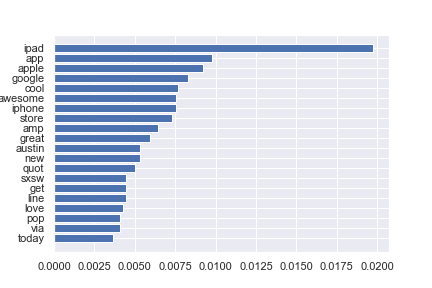 ipad
app
apple
google
cool
awesome
iphone
store
amp
great
austin
new
quot
sxsw
get
line
love
pop
via
today
0.0000 0.0025 0.0050 0.0075 0.0100 0.0125 0.0150 0.0175 0.0200